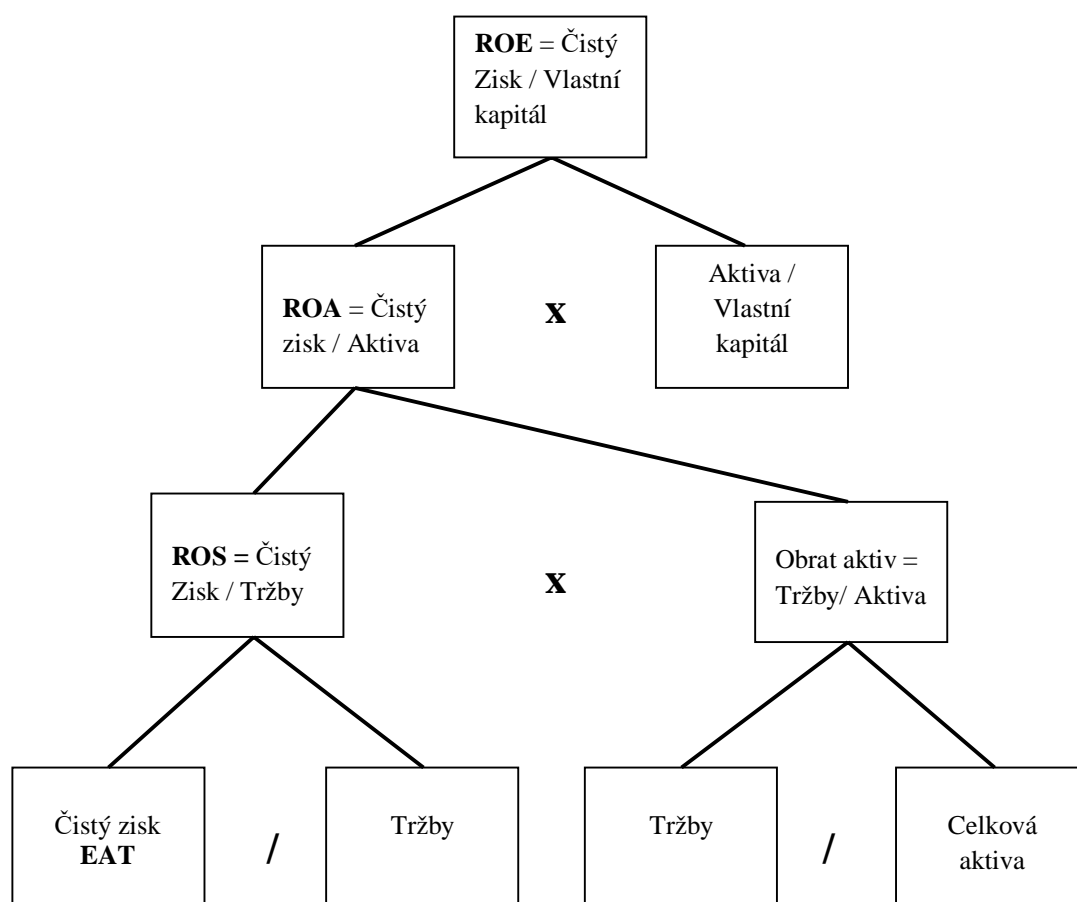 ROE = Čistý
Zisk / Vlastní
kapitál
ROA = Čistý
zisk / Aktiva
x
Aktiva /
Vlastní
kapitál
ROS = Čistý
Zisk / Tržby
x
Obrat aktiv =
Tržby/ Aktiva
Čistý zisk
EAT
/
Tržby
Tržby
/
Celková
aktiva